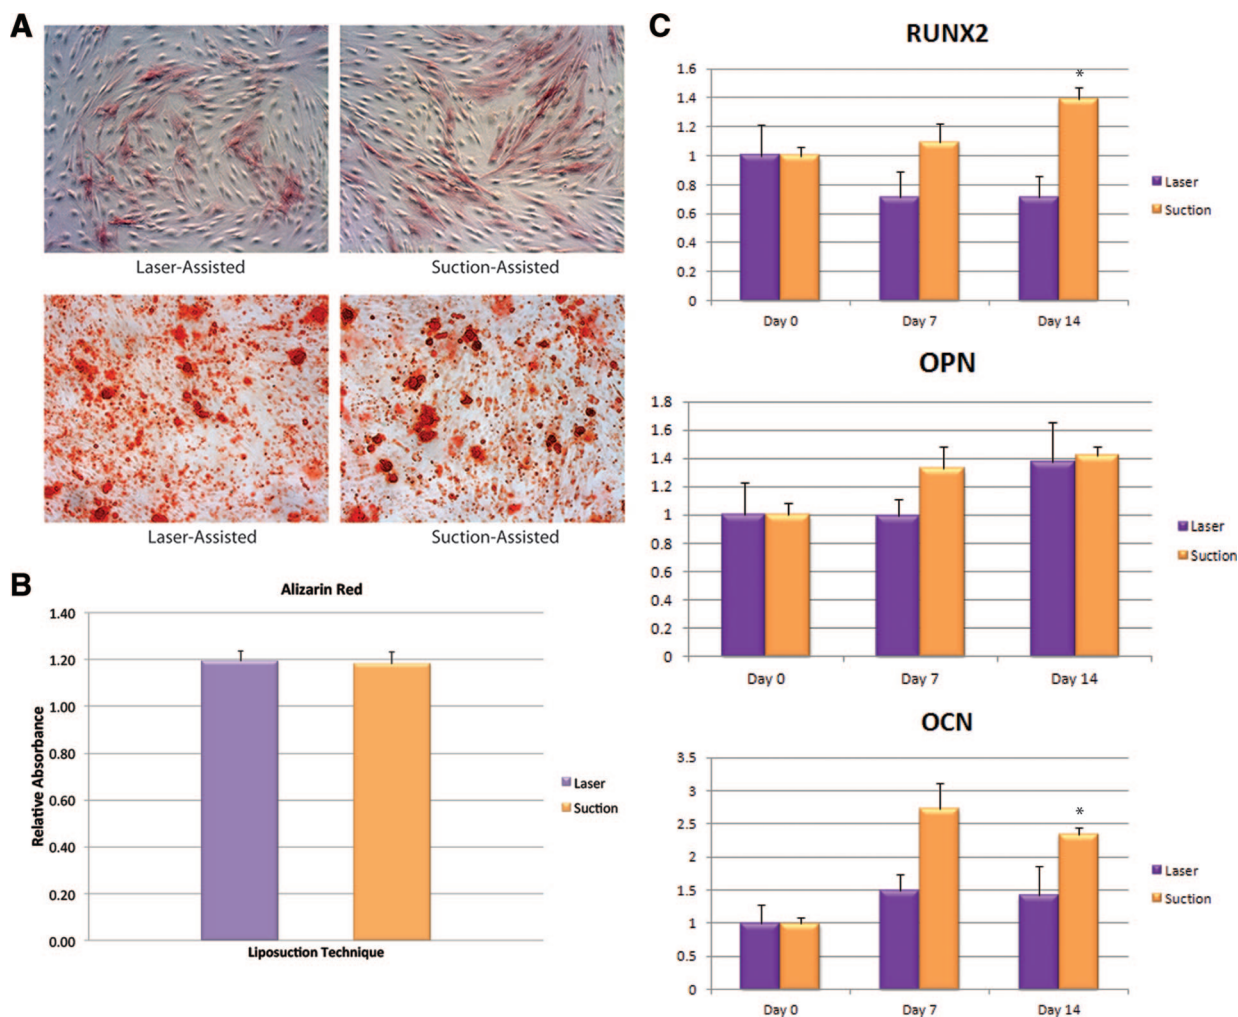 A
Laser-Assisted
Suction-Assisted
Laser-Assisted
Suction-Assisted
B
Alizarin Red
1.40
1.20
1.00
0.80
0.60
0.40
0.20
0.00
Relative Absorbance
Liposuction Technique
Laser
Suction
C
RUNX2
1.6
1.4
1.2
1
0.8
0.6
0.4
0.2
0
*
Day 0
Day 7
Day 14
Laser
Suction
OPN
1.8
1.6
1.4
1.2
1
0.8
0.6
0.4
0.2
0
Day 0
Day 7
Day 14
Laser
Suction
OCN
3.5
3
2.5
2
1.5
1
0.5
0
*
Day 0
Day 7
Day 14
Laser
Suction